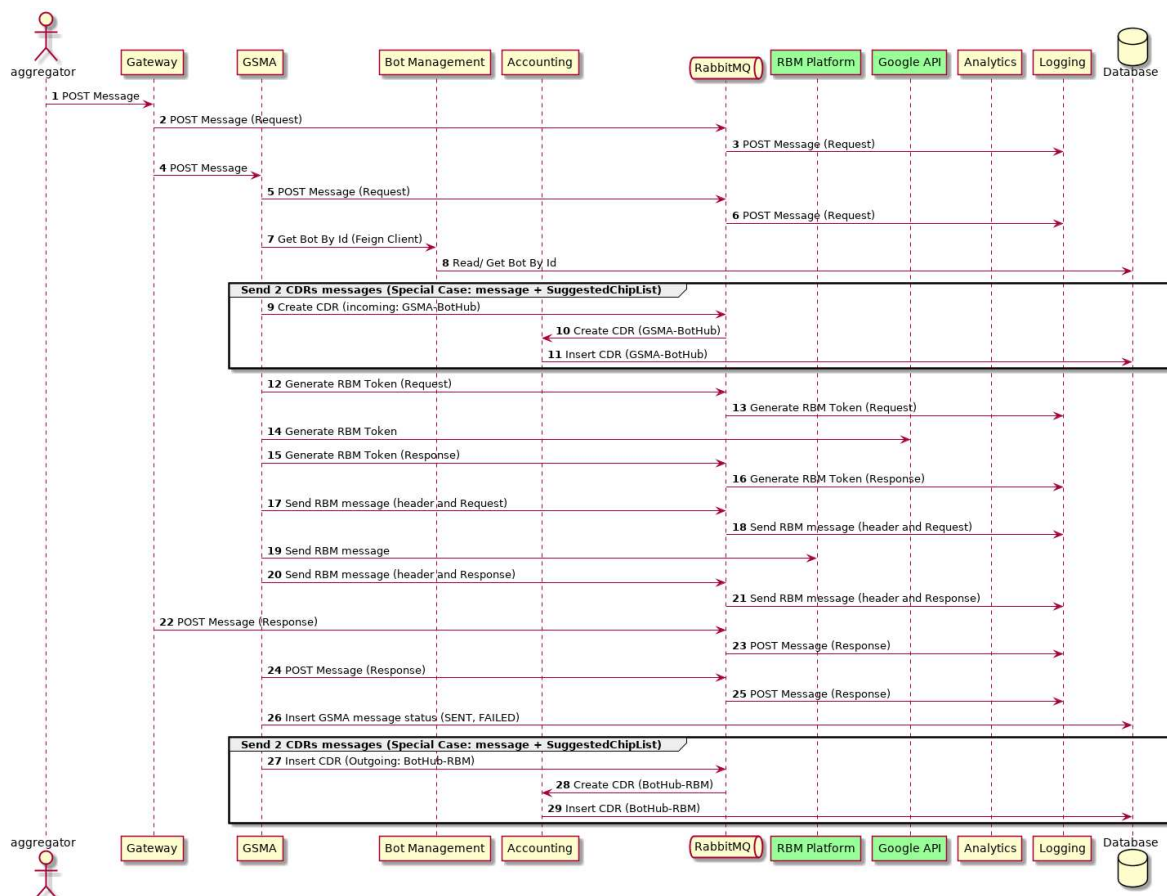 aggregator
Gateway
GSMA
Bot Management
Accounting
RabbitMQ
RBM Platform
Google API
Analytics
Logging
Database
1 POST Message
2 POST Message (Request)
3 POST Message (Request)
4 POST Message
5 POST Message (Request)
6 POST Message (Request)
7 Get Bot By Id (Feign Client)
8 Read/ Get Bot By Id
Send 2 CDRs messages (Special Case: message + SuggestedChipList)
9 Create CDR (incoming: GSMA-BotHub)
10 Create CDR (GSMA-BotHub)
11 Insert CDR (GSMA-BotHub)
12 Generate RBM Token (Request)
13 Generate RBM Token (Request)
14 Generate RBM Token
15 Generate RBM Token (Response)
16 Generate RBM Token (Response)
17 Send RBM message (header and Request)
18 Send RBM message (header and Request)
19 Send RBM message
20 Send RBM message (header and Response)
21 Send RBM message (header and Response)
22 POST Message (Response)
23 POST Message (Response)
24 POST Message (Response)
25 POST Message (Response)
26 Insert GSMA message status (SENT, FAILED)
Send 2 CDRs messages (Special Case: message + SuggestedChipList)
27 Insert CDR (Outgoing: BotHub-RBM)
28 Create CDR (BotHub-RBM)
29 Insert CDR (BotHub-RBM)
aggregator
Gateway
GSMA
Bot Management
Accounting
RabbitMQ
RBM Platform
Google API
Analytics
Logging
Database